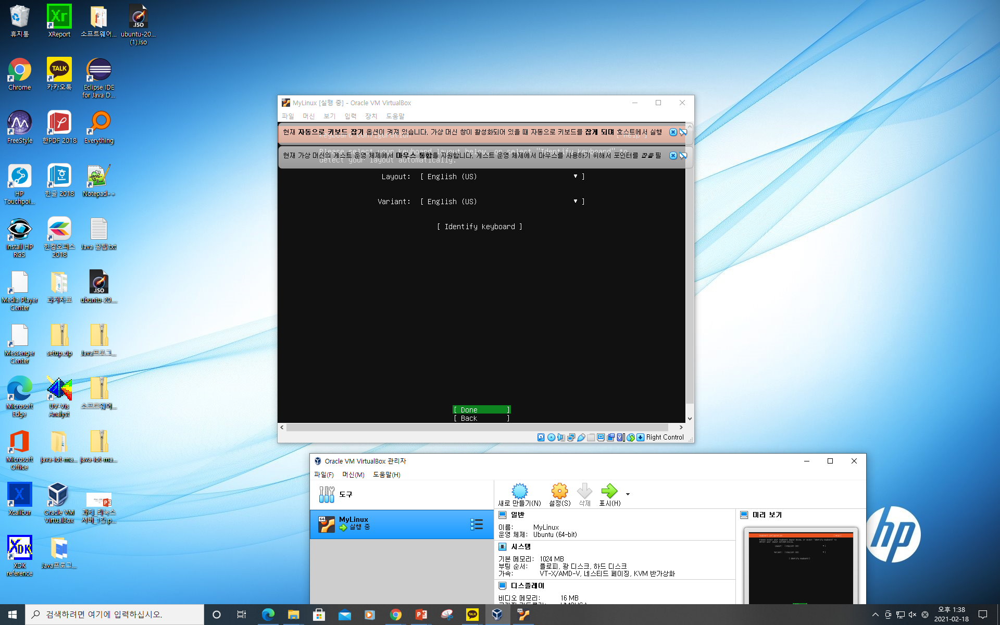 휴지통
XReport
소프트웨어...
ubuntu-20...
(1).iso
Chrome
카카오톡
Eclipse IDE
for Java D...
FreeStyle
한PDF 2018
Everything
HP
Touchpoi...
한글 2018
Notepad++
Install HP
RGS
한컴오피스
2018
Java 꿀팁.txt
Media Player
Center
과거자료
ubuntu-20...
Messenger
Center
setup.zip
Java프로그...
Microsoft
Edge
UV-Vis
Analyst
소프트웨어...
Microsoft
Office
java-iot-ma...
java-iot-ma...
Xcalibur
Oracle VM
VirtualBox
과제_리눅스
서버_1강.p...
XDK
reference
Java프로그...
MyLinux [실행 중] - Oracle VM VirtualBox
파일 머신 보기 입력 장치 도움말
현재 자동으로 키보드 잡기 옵션이 켜져 있습니다. 가상 머신 창이 활성화되어 있을 때 자동으로 키보드를 잡게 되며 호스트에서 실행
Keyboard configuration [ Help ]
현재 가상 머신의 게스트 운영 체제에서 마우스 통합을 지원합니다. 게스트 운영 체제에서 마우스를 사용하기 위해서 포인터를 잡을 필
Please select your keyboard layout below, or select "Identify keyboard" to
detect your layout automatically.
Layout: [ English (US) ▼ ]
Variant: [ English (US) ▼ ]
[ Identify keyboard ]
[ Done ]
[ Back ]
Right Control
Oracle VM VirtualBox 관리자
파일(F) 머신(M) 도움말(H)
도구
새로 만들기(N) 설정(S) 삭제 표시(H)
MyLinux
실행 중
일반
이름: MyLinux
운영 체제: Ubuntu (64-bit)
시스템
기본 메모리: 1024 MB
부팅 순서: 플로피, 광 디스크, 하드 디스크
가속: VT-X/AMD-V, 네스티드 페이징, KVM 반가상화
디스플레이
비디오 메모리: 16 MB
미리 보기
hp
검색하려면 여기에 입력하십시오.
오후 1:38
2021-02-18